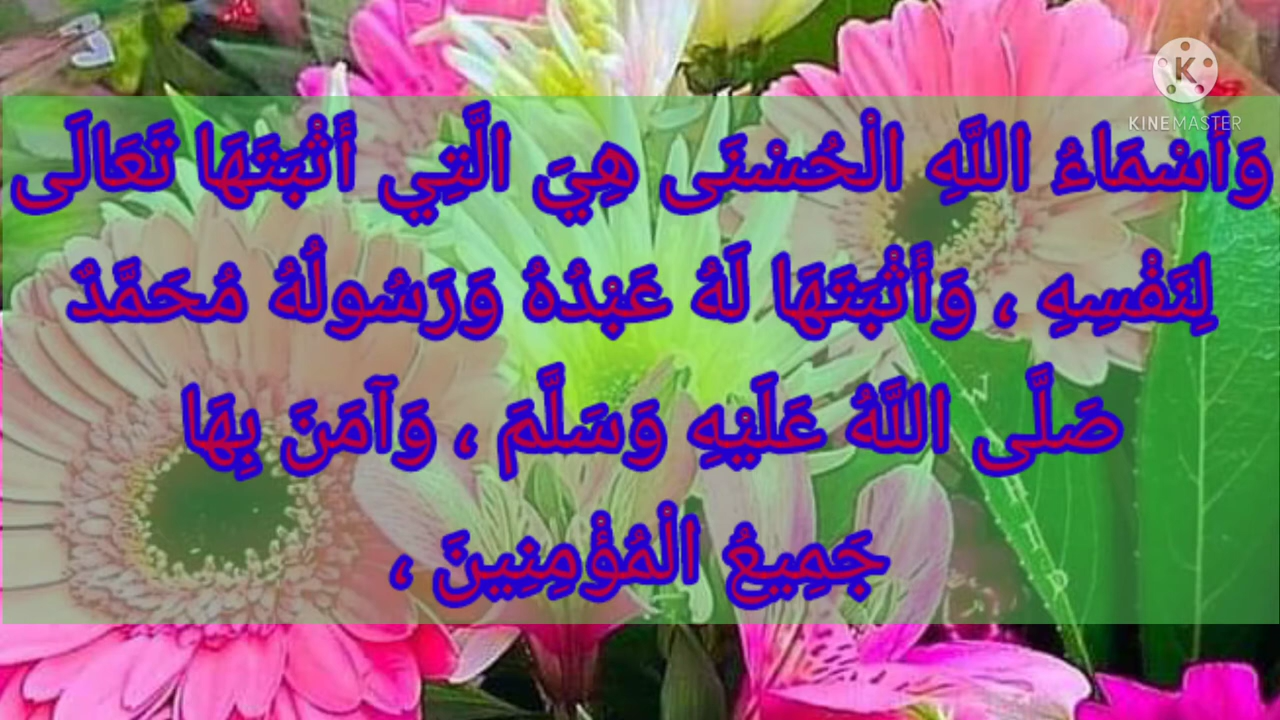 KINEMASTER
وَأَسْمَاءُ اللَّهِ الْحُسْنَى هِيَ الَّتِي أَثْبَتَهَا تَعَالَى
لِنَفْسِهِ ، وَأَثْبَتَهَا لَهُ عَبْدُهُ وَرَسُولُهُ مُحَمَّدٌ
صَلَّى اللَّهُ عَلَيْهِ وَسَلَّمَ ، وَآمَنَ بِهَا
جَمِيعُ الْمُؤْمِنِينَ ،